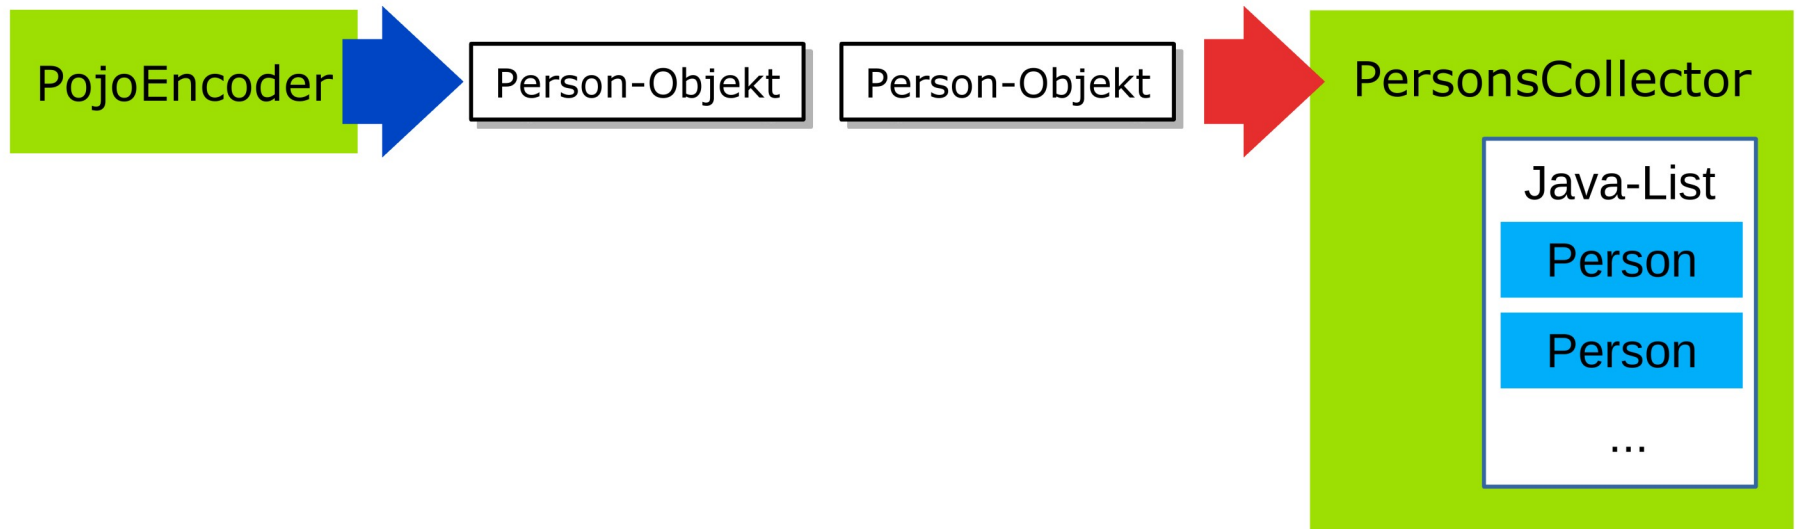 PojoEncoder
Person-Objekt
Person-Objekt
PersonsCollector
Java-List
Person
Person
...